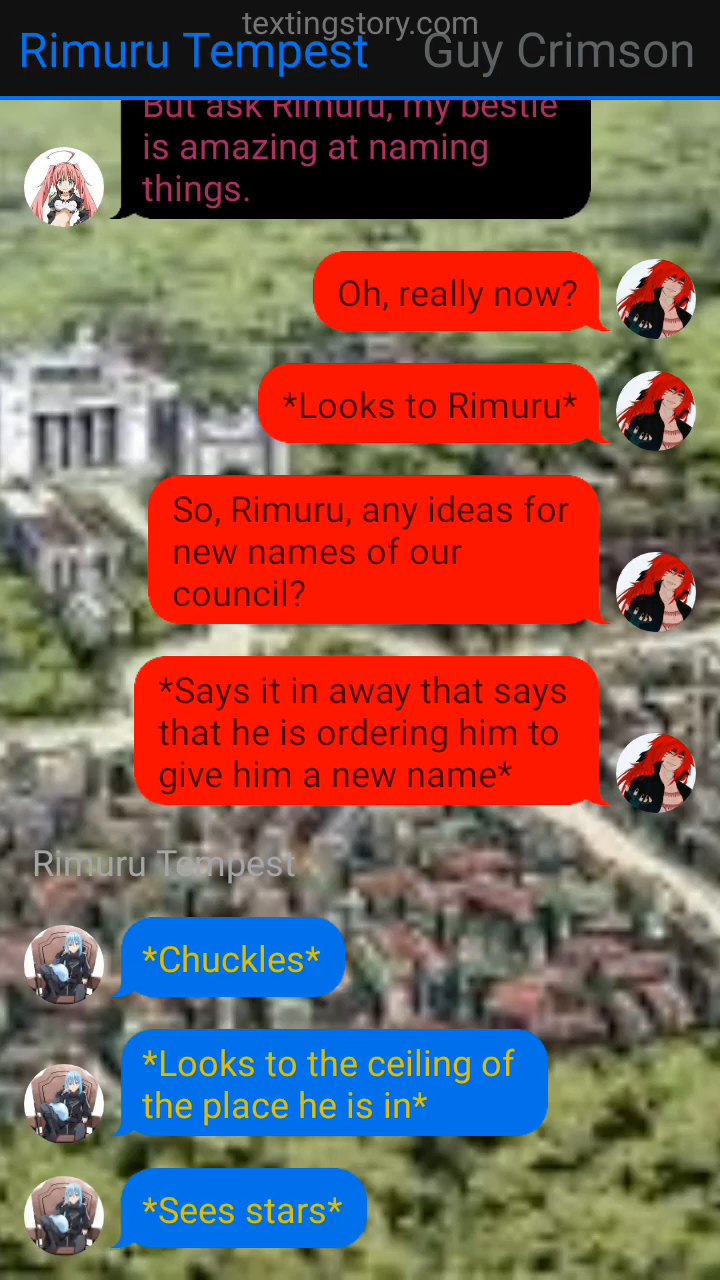 textingstory.com
Rimuru Tempest
Guy Crimson
But ask Rimuru, my bestie
is amazing at naming
things.
Oh, really now?
*Looks to Rimuru*
So, Rimuru, any ideas for
new names of our
council?
*Says it in away that says
that he is ordering him to
give him a new name*
Rimuru Tempest
*Chuckles*
*Looks to the ceiling of
the place he is in*
*Sees stars*